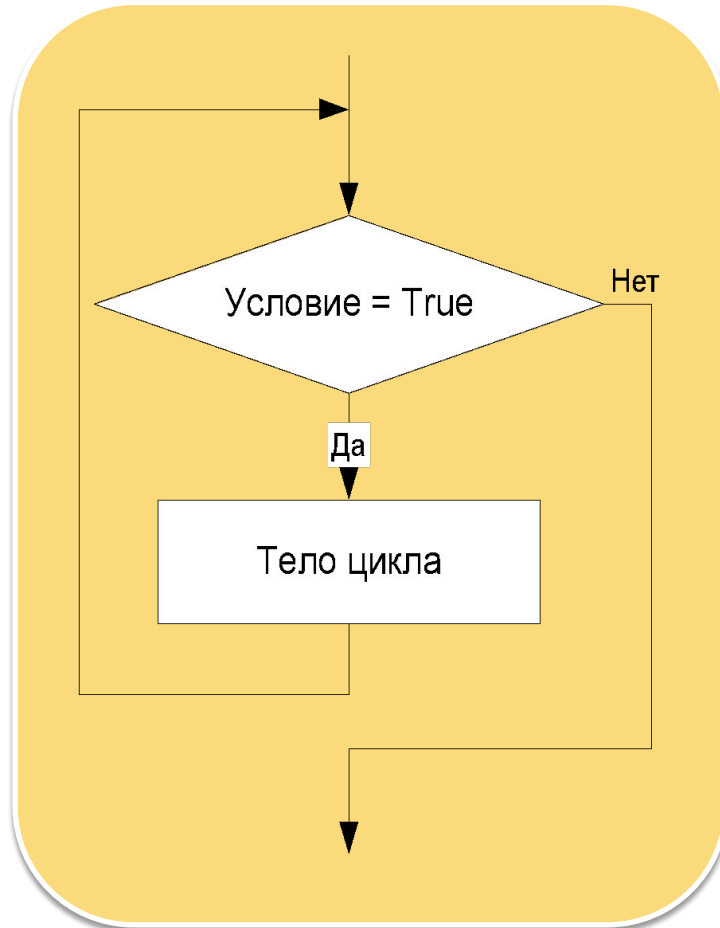 Условие = True
Нет
Да
Тело цикла